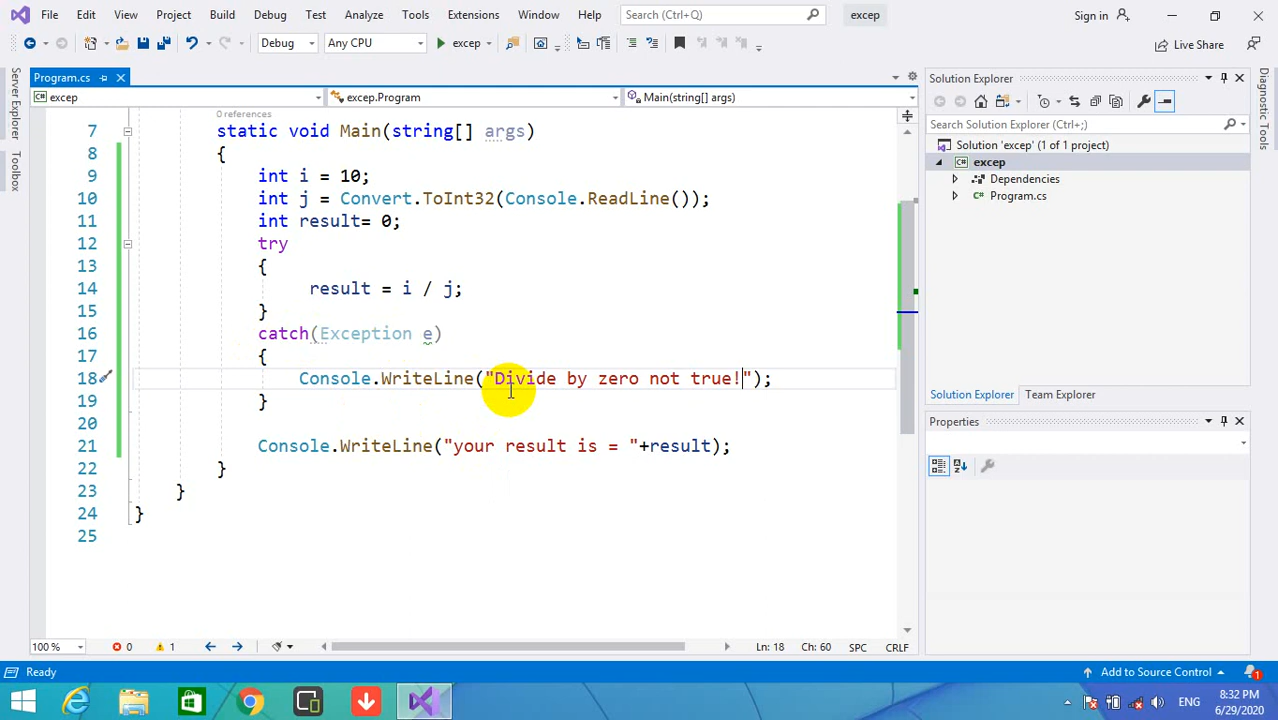 File Edit View Project Build Debug Test Analyze Tools Extensions Window Help Search (Ctrl+Q) excep Sign in
Debug Any CPU excep Live Share
Server Explorer
Toolbox
Program.cs
excep excep.Program Main(string[] args)
0 references
7 static void Main(string[] args)
8 {
9 int i = 10;
10 int j = Convert.ToInt32(Console.ReadLine());
11 int result= 0;
12 try
13 {
14 result = i / j;
15 }
16 catch(Exception e)
17 {
18 Console.WriteLine("Divide by zero not true!");
19 }
20
21 Console.WriteLine("your result is = "+result);
22 }
23 }
24 }
25
100 % 0 1 Ln: 18 Ch: 60 SPC CRLF
Solution Explorer
Search Solution Explorer (Ctrl+;)
Solution 'excep' (1 of 1 project)
excep
Dependencies
Program.cs
Solution Explorer Team Explorer
Properties
Diagnostic Tools
Ready Add to Source Control 1
ENG 8:32 PM
6/29/2020